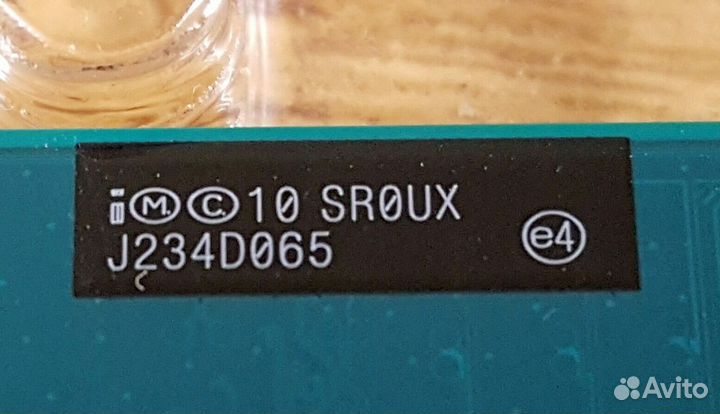 i Ⓜ Ⓒ 10 SR0UX
J234D065
e4
Avito